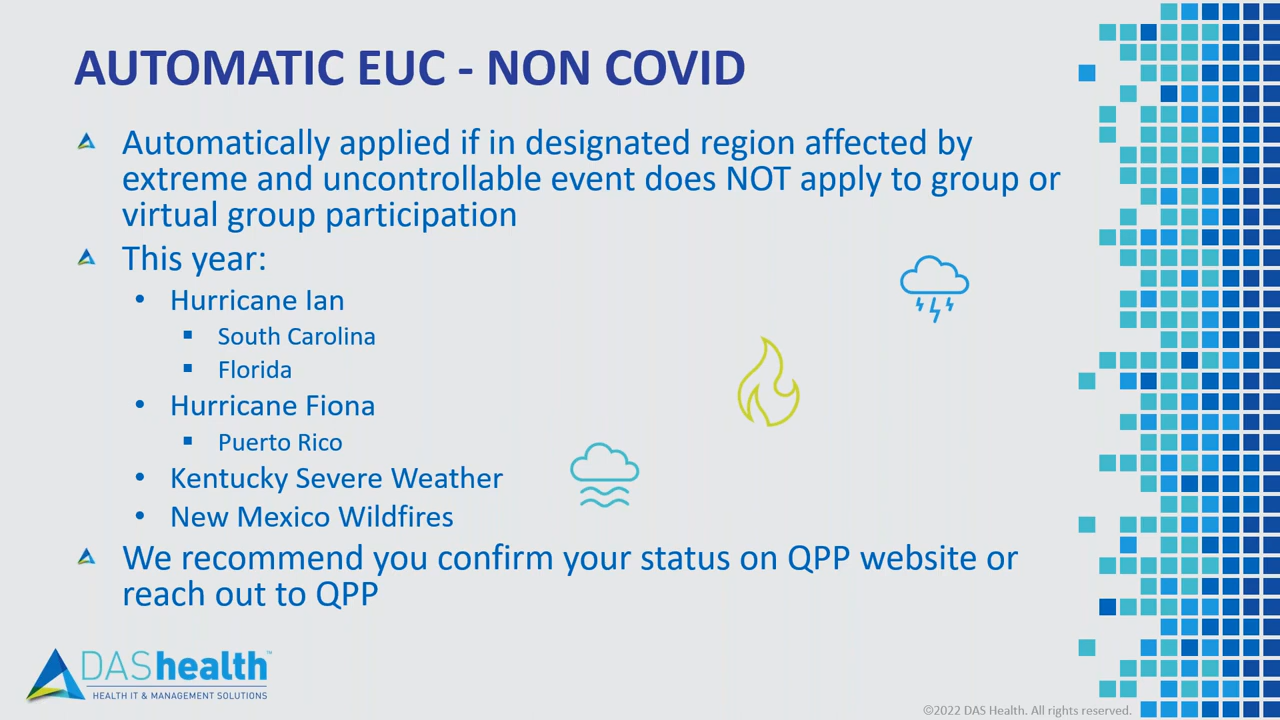 AUTOMATIC EUC - NON COVID
Automatically applied if in designated region affected by
extreme and uncontrollable event does NOT apply to group or
virtual group participation
This year:
• Hurricane Ian
▪ South Carolina
▪ Florida
• Hurricane Fiona
▪ Puerto Rico
• Kentucky Severe Weather
• New Mexico Wildfires
We recommend you confirm your status on QPP website or
reach out to QPP
DAShealth™
HEALTH IT & MANAGEMENT SOLUTIONS
©2022 DAS Health. All rights reserved.